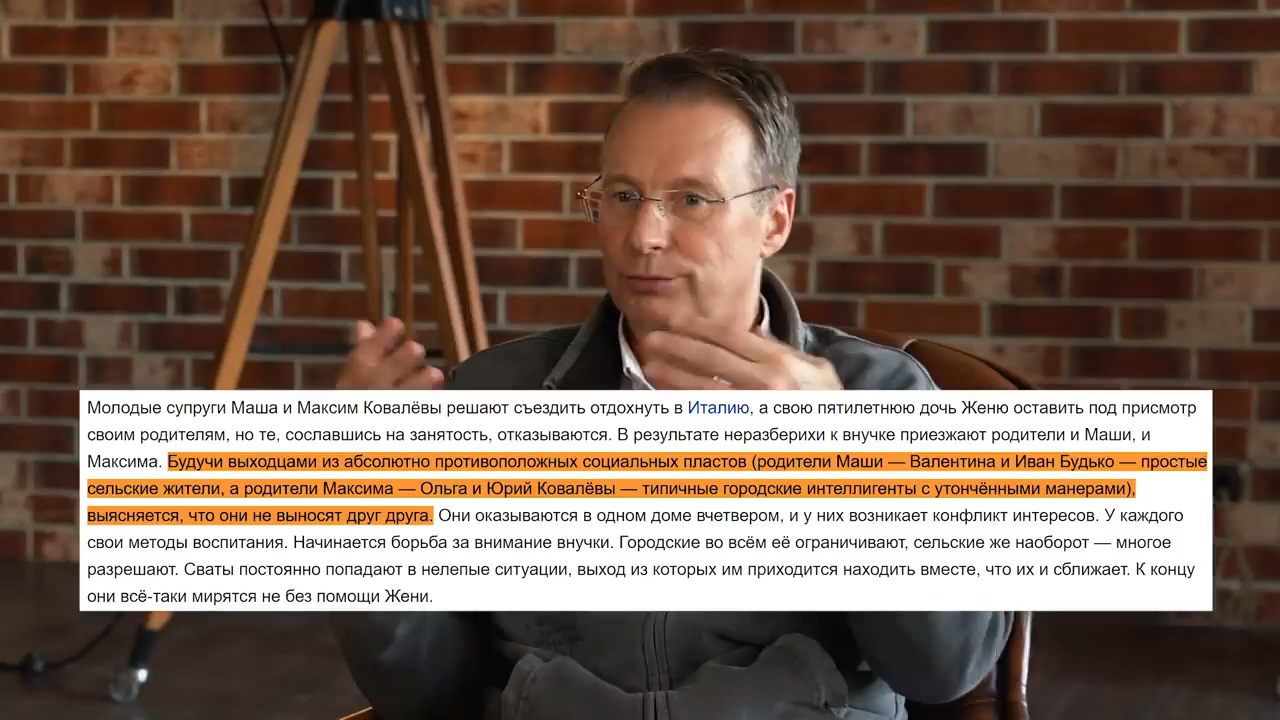 Молодые супруги Маша и Максим Ковалёвы решают съездить отдохнуть в Италию, а свою пятилетнюю дочь Женю оставить под присмотр
своим родителям, но те, сославшись на занятость, отказываются. В результате неразберихи к внучке приезжают родители и Маши, и
Максима. Будучи выходцами из абсолютно противоположных социальных пластов (родители Маши — Валентина и Иван Будько — простые
сельские жители, а родители Максима — Ольга и Юрий Ковалёвы — типичные городские интеллигенты с утончёнными манерами),
выясняется, что они не выносят друг друга. Они оказываются в одном доме вчетвером, и у них возникает конфликт интересов. У каждого
свои методы воспитания. Начинается борьба за внимание внучки. Городские во всём её ограничивают, сельские же наоборот — многое
разрешают. Сваты постоянно попадают в нелепые ситуации, выход из которых им приходится находить вместе, что их и сближает. К концу
они всё-таки мирятся не без помощи Жени.